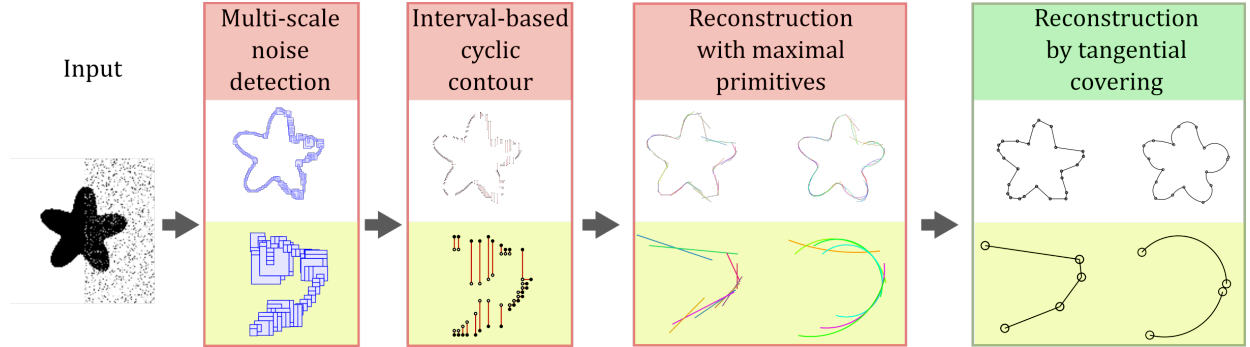 Input
Multi-scale
noise
detection
Interval-based
cyclic
contour
Reconstruction
with maximal
primitives
Reconstruction
by tangential
covering